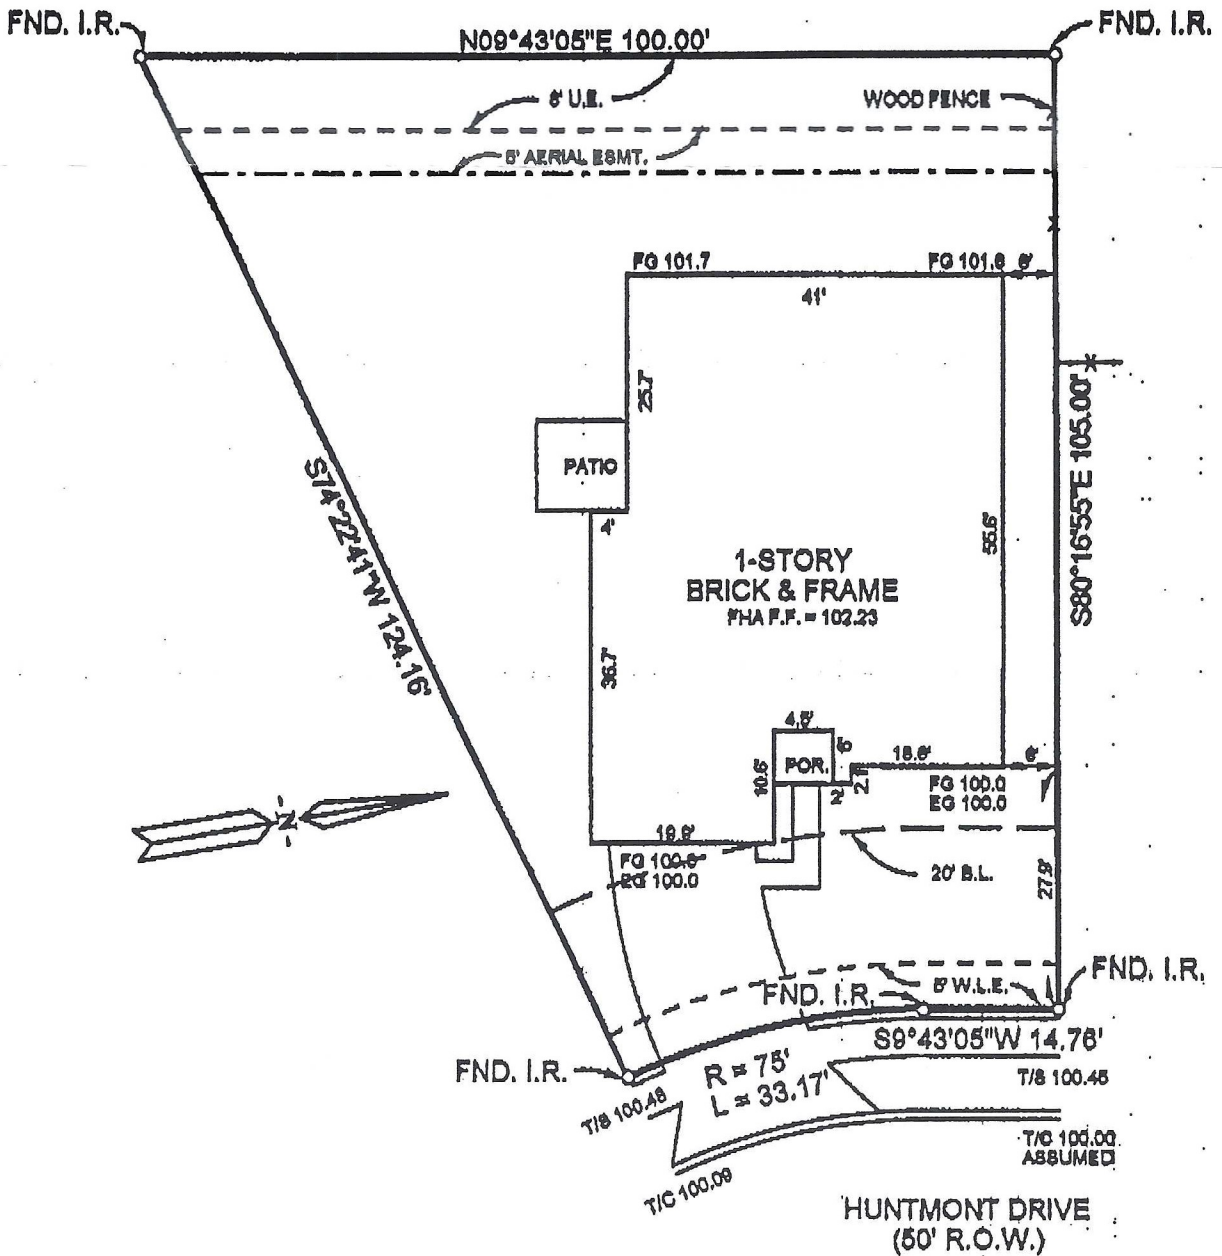 FND. I.R.
FND. I.R.
N09°43'05"E 100.00'
8' U.E.
WOOD FENCE
5' AERIAL ESMT.
FG 101.7
FG 101.8
6'
41'
25.7'
S80°16'55"E 105.00'
PATIO
4'
S74°22'41"W 124.16'
55.6'
1-STORY
BRICK & FRAME
FHA F.F. = 102.23
36.7'
4.5'
6'
POR.
18.6'
6'
10.6'
2'
2.1'
FG 100.0
EG 100.0
N
19.9'
FG 100.6
EG 100.0
20' B.L.
27.9'
5' W.L.E.
FND. I.R.
FND. I.R.
S9°43'05"W 14.76'
FND. I.R.
R = 75'
L = 33.17'
T/S 100.48
T/S 100.45
T/C 100.00
ASSUMED
T/C 100.09
HUNTMONT DRIVE
(50' R.O.W.)